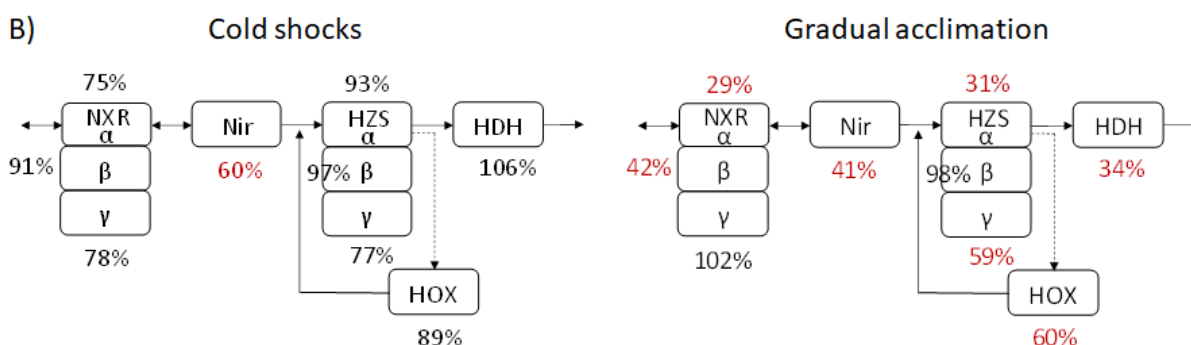 B)
Cold shocks
75%
NXR
α
91%
β
γ
78%
Nir
60%
93%
HZS
α
97%
β
γ
77%
HDH
106%
HOX
89%
Gradual acclimation
29%
NXR
α
42%
β
γ
102%
Nir
41%
31%
HZS
α
98%
β
γ
59%
HDH
34%
HOX
60%